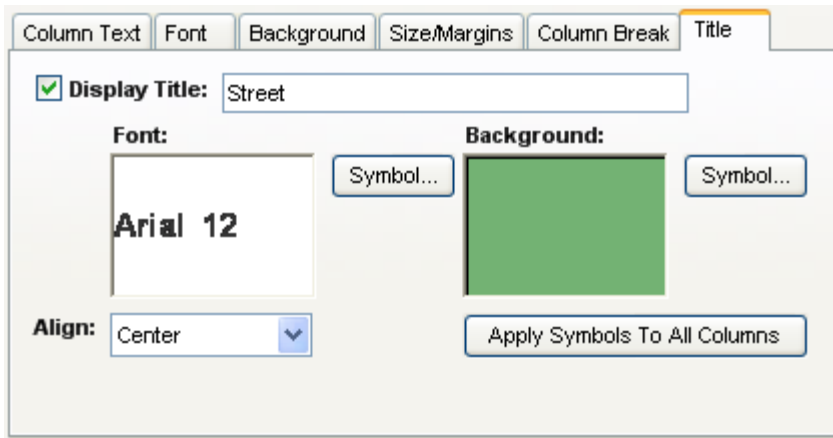 Column Text Font Background Size/Margins Column Break Title
Display Title: Street
Font: Background:
Symbol... Symbol...
Arial 12
Align: Center Apply Symbols To All Columns